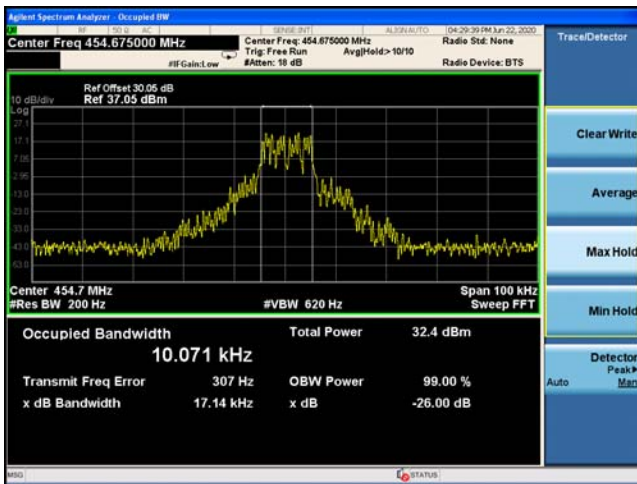 Agilent Spectrum Analyzer - Occupied BW
RF 50 Ω AC SENSE:INT ALIGN AUTO 04:29:39 PM Jun 22, 2020
Center Freq 454.675000 MHz
Center Freq: 454.675000 MHz
Radio Std: None
Trig: Free Run Avg|Hold:> 10/10
#IFGain:Low #Atten: 18 dB Radio Device: BTS
Trace/Detector
Ref Offset 30.05 dB
10 dB/div Ref 37.05 dBm
Log
27.1
17.1
7.05
-2.95
-13.0
-23.0
-33.0
-43.0
-53.0
Center 454.7 MHz Span 100 kHz
#Res BW 200 Hz #VBW 620 Hz Sweep FFT
Occupied Bandwidth Total Power 32.4 dBm
10.071 kHz
Transmit Freq Error 307 Hz OBW Power 99.00 %
x dB Bandwidth 17.14 kHz x dB -26.00 dB
Clear Write
Average
Max Hold
Min Hold
Detector
Peak▶
Auto Man
MSG STATUS